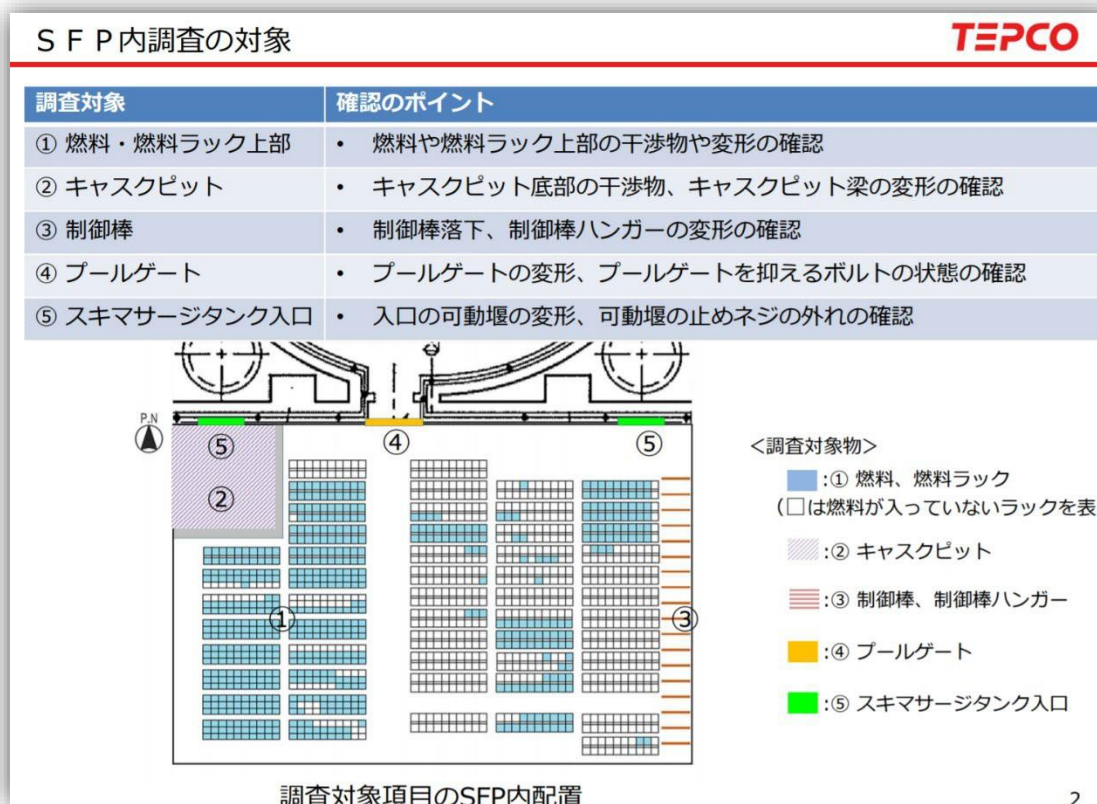 ＳＦＰ内調査の対象
TEPCO
調査対象 確認のポイント
① 燃料・燃料ラック上部 • 燃料や燃料ラック上部の干渉物や変形の確認
② キャスクピット • キャスクピット底部の干渉物、キャスクピット梁の変形の確認
③ 制御棒 • 制御棒落下、制御棒ハンガーの変形の確認
④ プールゲート • プールゲートの変形、プールゲートを抑えるボルトの状態の確認
⑤ スキマサージタンク入口 • 入口の可動堰の変形、可動堰の止めネジの外れの確認
P.N
⑤
④
⑤
②
①
③
＜調査対象物＞
:① 燃料、燃料ラック
（□は燃料が入っていないラックを表
:② キャスクピット
:③ 制御棒、制御棒ハンガー
:④ プールゲート
:⑤ スキマサージタンク入口
調査対象項目のSFP内配置
2